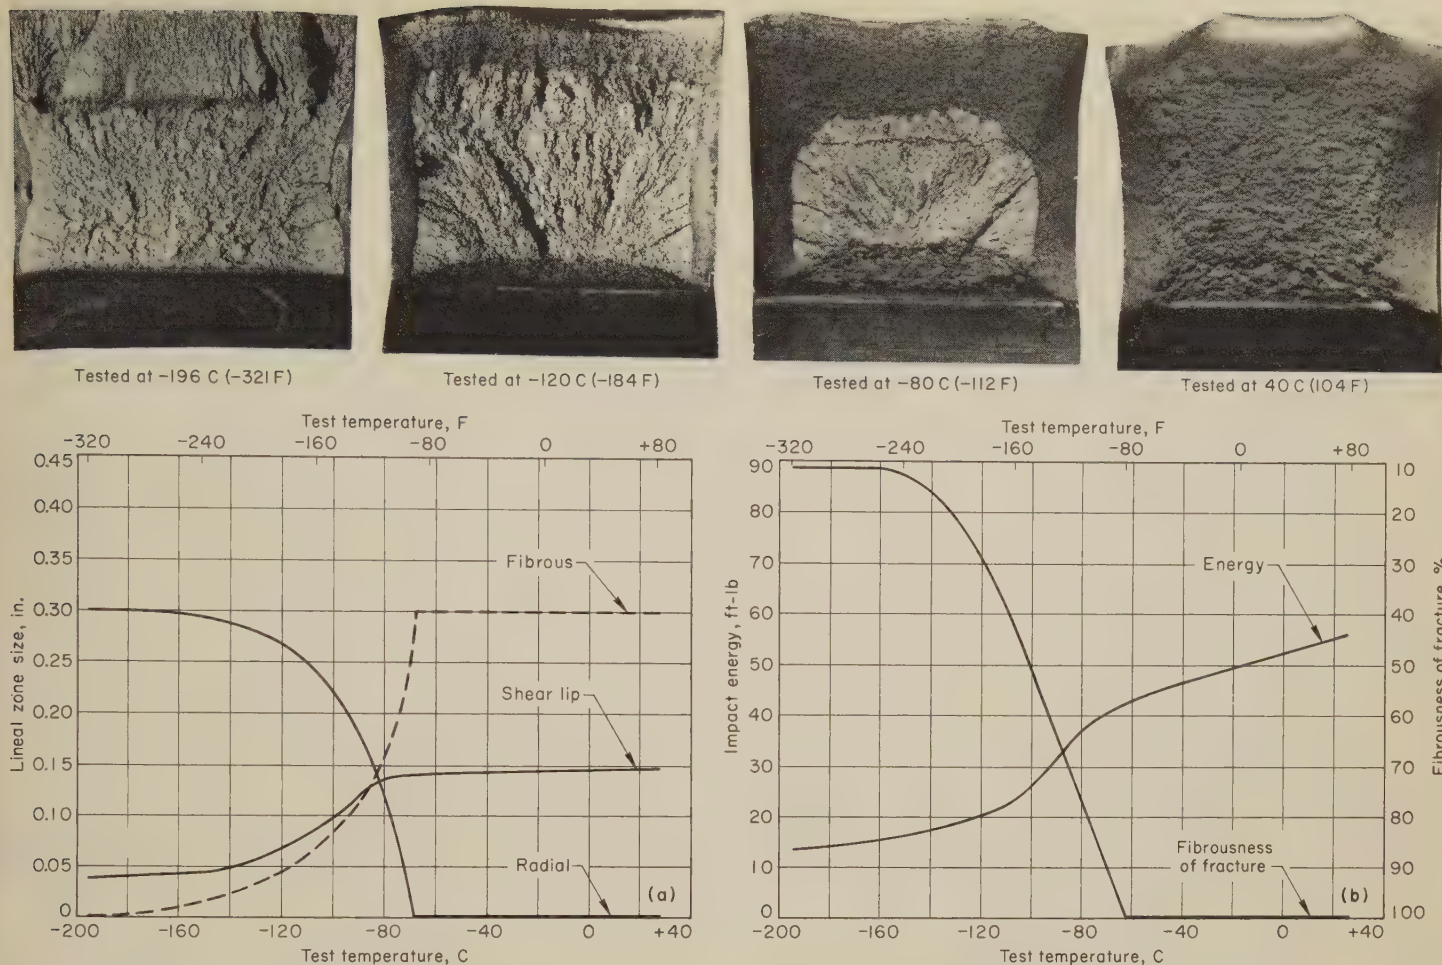 Tested at -196 C (-321 F)
Tested at -120 C (-184 F)
Tested at -80 C (-112 F)
Tested at 40 C (104 F)
Test temperature, F
-320 -240 -160 -80 0 +80
0.45
0.40
0.35
0.30
0.25
0.20
0.15
0.10
0.05
0
Lineal zone size, in.
Fibrous
Shear lip
Radial
(a)
-200 -160 -120 -80 -40 0 +40
Test temperature, C
Test temperature, F
-320 -240 -160 -80 0 +80
90
80
70
60
50
40
30
20
10
0
Impact energy, ft-lb
Energy
Fibrousness
of fracture
(b)
10
20
30
40
50
60
70
80
90
100
Fibrousness of fracture, %
-200 -160 -120 -80 -40 0 +40
Test temperature, C